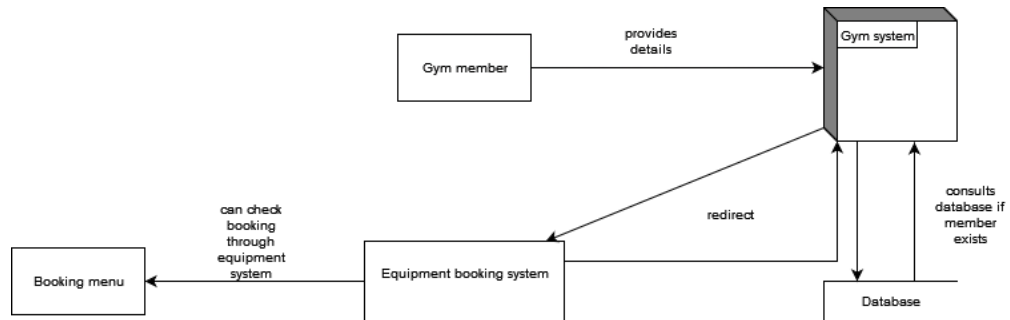 provides
details
Gym system
Gym member
can check
booking
through
equipment
system
redirect
consults
database if
member
exists
Booking menu
Equipment booking system
Database